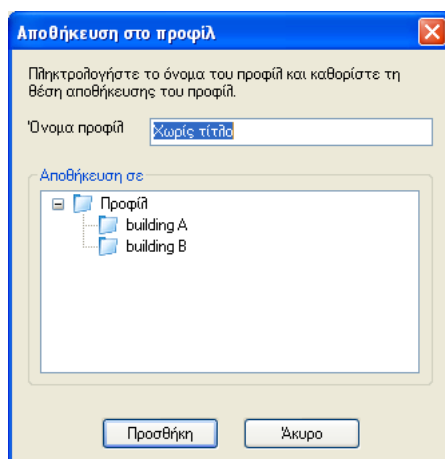 Αποθήκευση στο προφίλ
Πληκτρολογήστε το όνομα του προφίλ και καθορίστε τη
θέση αποθήκευσης του προφίλ.
Όνομα προφίλ
Χωρίς τίτλο
Αποθήκευση σε
Προφίλ
building A
building B
Προσθήκη
Άκυρο